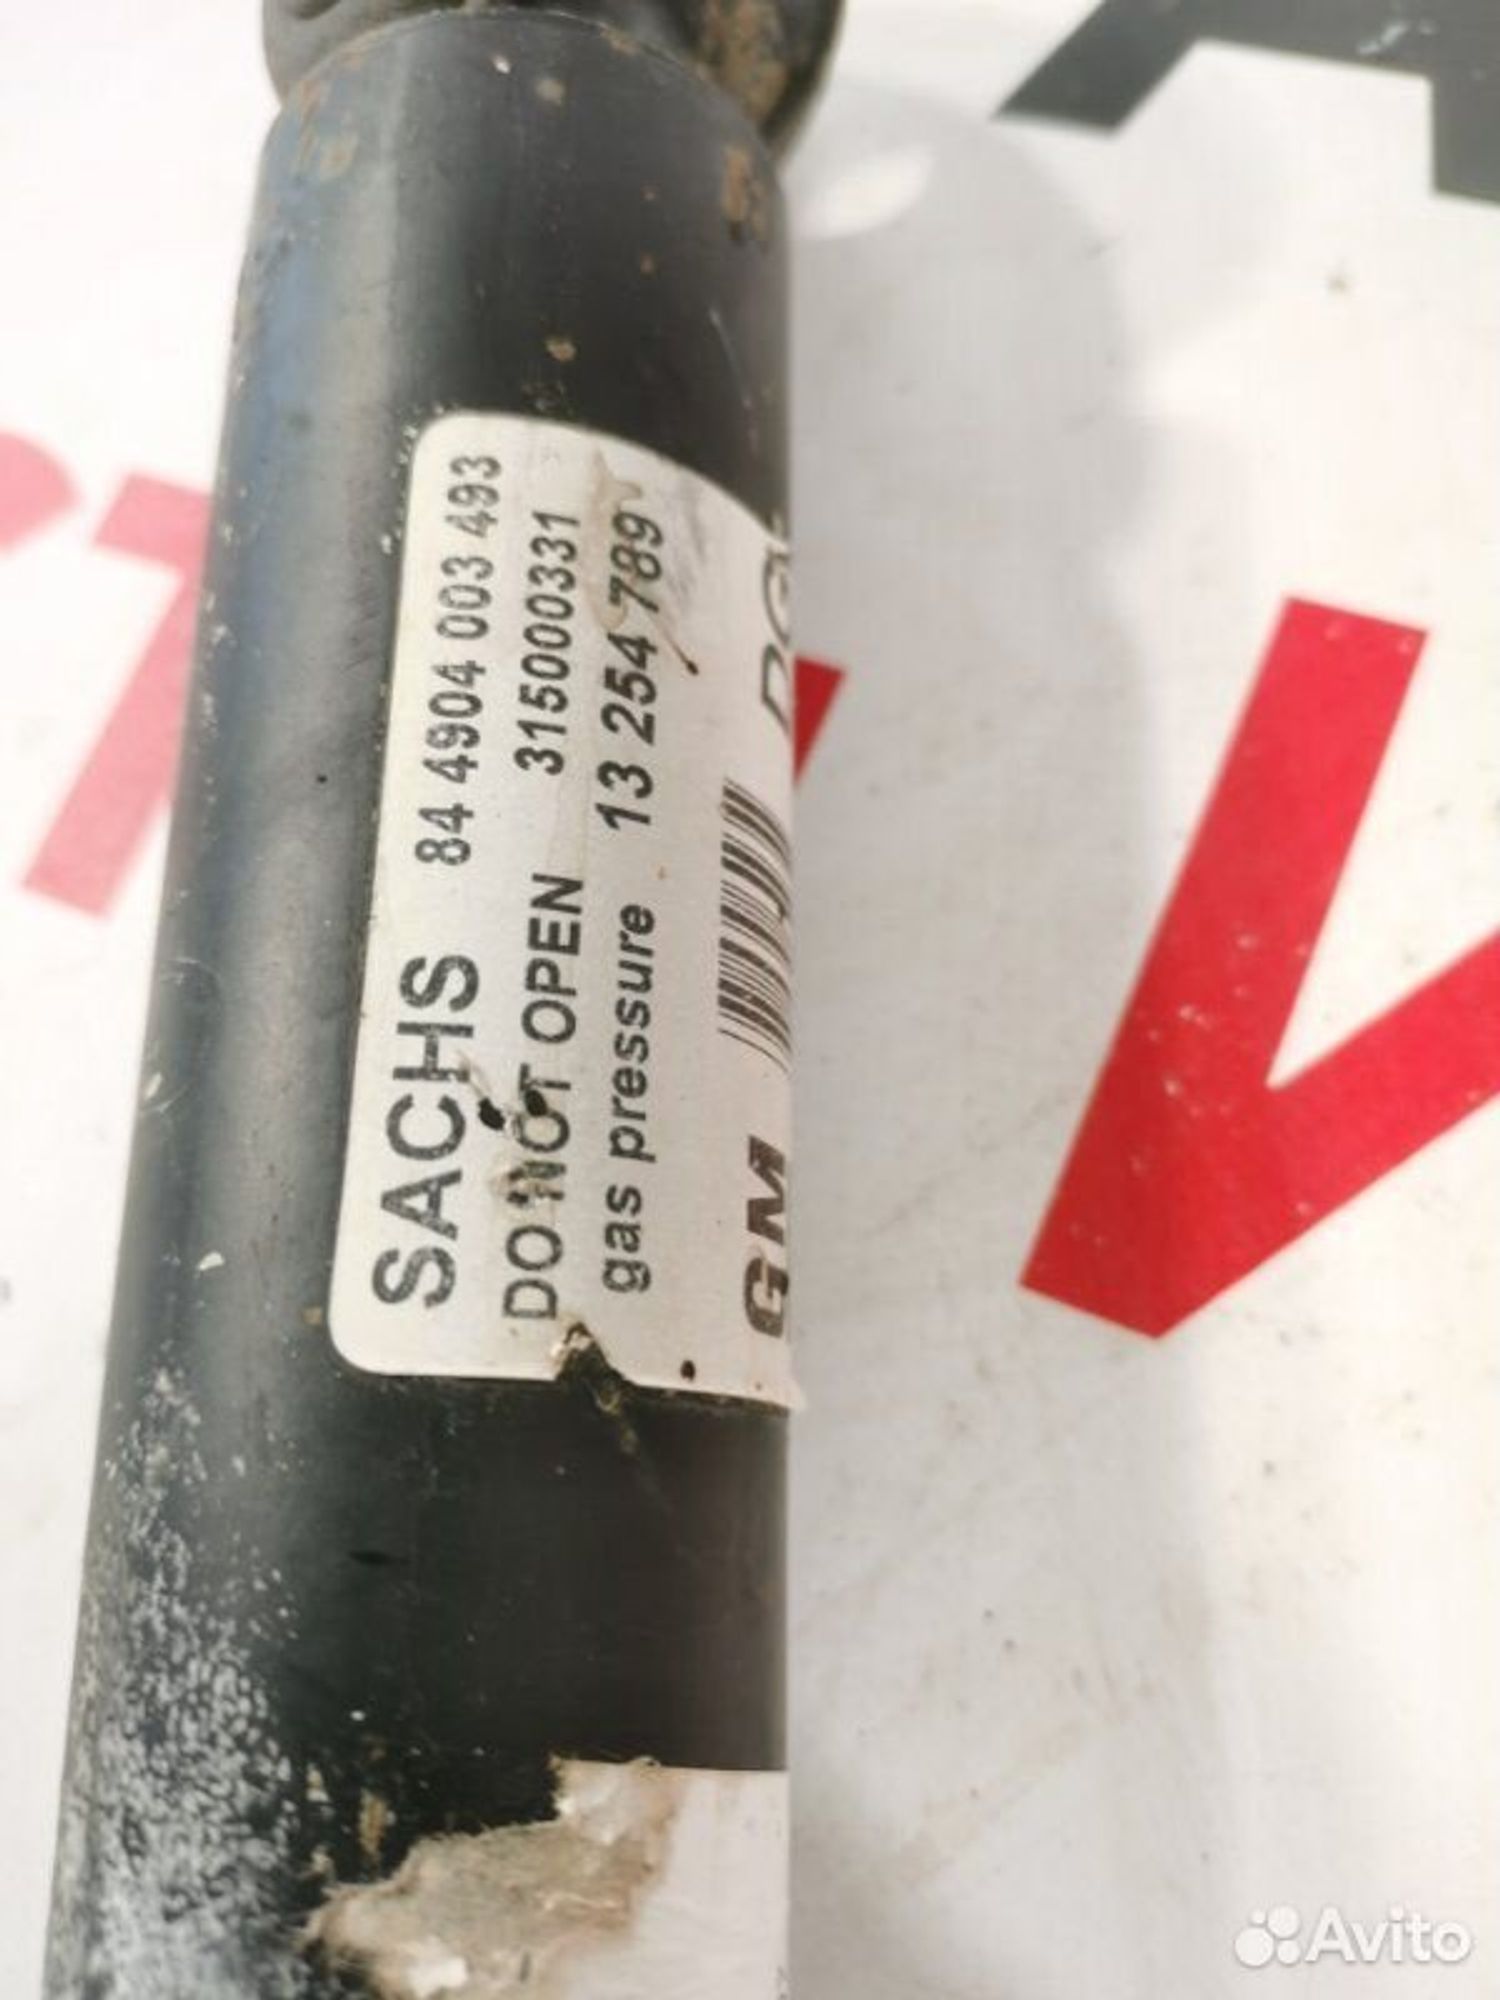 SACHS 84 4904 003 493
DO NOT OPEN 315000331
gas pressure 13 254 789
GM
Avito